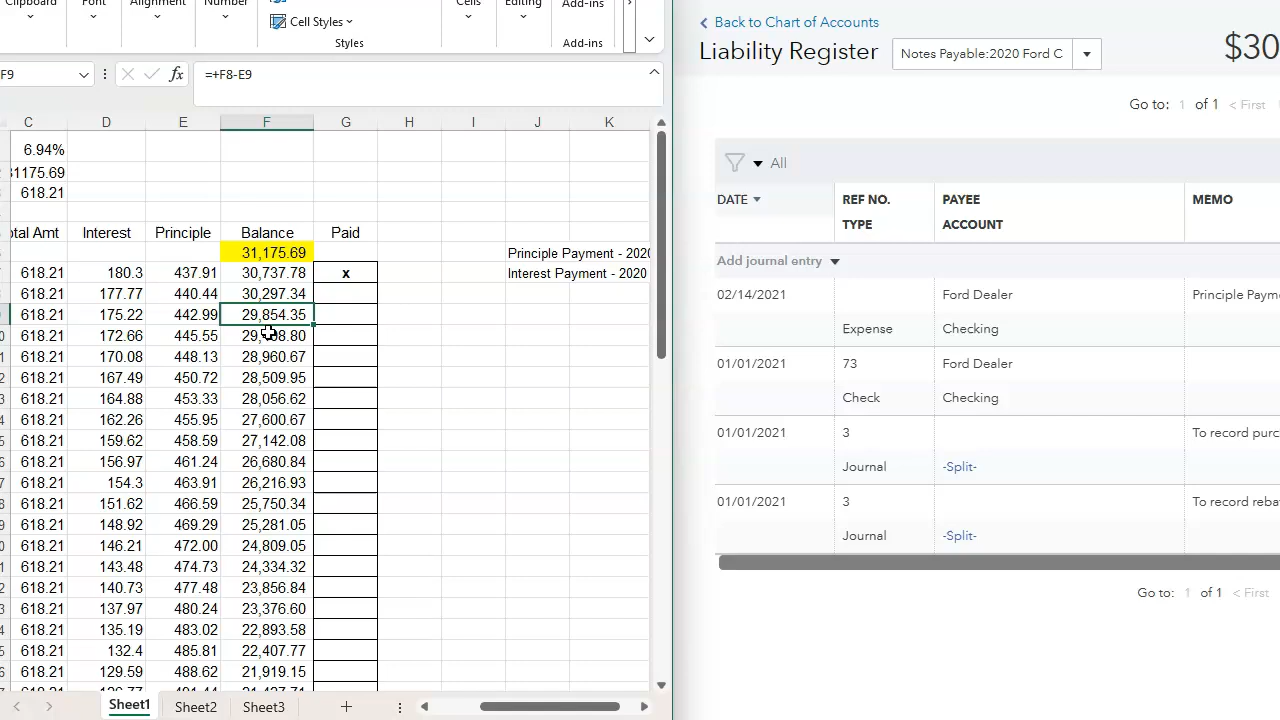 Clipboard Font Alignment Cells Editing Add-ins
Cell Styles
Styles Add-ins
F9 fx =+F8-E9
C D E F G H I J K
6.94%
31175.69
618.21
Interest Principle Balance Paid
31,175.69 Principle Payment - 2020
618.21 180.3 437.91 30,737.78 x Interest Payment - 2020
618.21 177.77 440.44 30,297.34
618.21 175.22 442.99 29,854.35
618.21 172.66 445.55
618.21 170.08 448.13 28,960.67
618.21 167.49 450.72 28,509.95
618.21 164.88 453.33 28,056.62
618.21 162.26 455.95 27,600.67
618.21 159.62 458.59 27,142.08
618.21 156.97 461.24 26,680.84
618.21 154.3 463.91 26,216.93
618.21 151.62 466.59 25,750.34
618.21 148.92 469.29 25,281.05
618.21 146.21 472.00 24,809.05
618.21 143.48 474.73 24,334.32
618.21 140.73 477.48 23,856.84
618.21 137.97 480.24 23,376.60
618.21 135.19 483.02 22,893.58
618.21 132.4 485.81 22,407.77
618.21 129.59 488.62 21,919.15
Sheet1 Sheet2 Sheet3
Back to Chart of Accounts
Liability Register Notes Payable:2020 Ford C $30
Go to: 1 of 1 < First
All
DATE REF NO. PAYEE MEMO
TYPE ACCOUNT
Add journal entry
02/14/2021 Ford Dealer Principle Paym
Expense Checking
01/01/2021 73 Ford Dealer
Check Checking
01/01/2021 3 To record purc
Journal -Split-
01/01/2021 3 To record reba
Journal -Split-
Go to: 1 of 1 < First